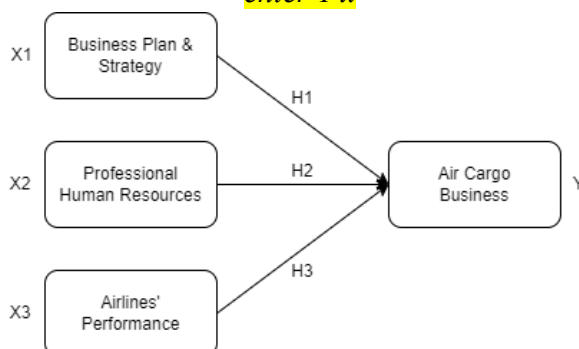 X1
Business Plan &
Strategy
H1
X2
Professional
Human Resources
H2
Air Cargo
Business
Y
H3
X3
Airlines'
Performance